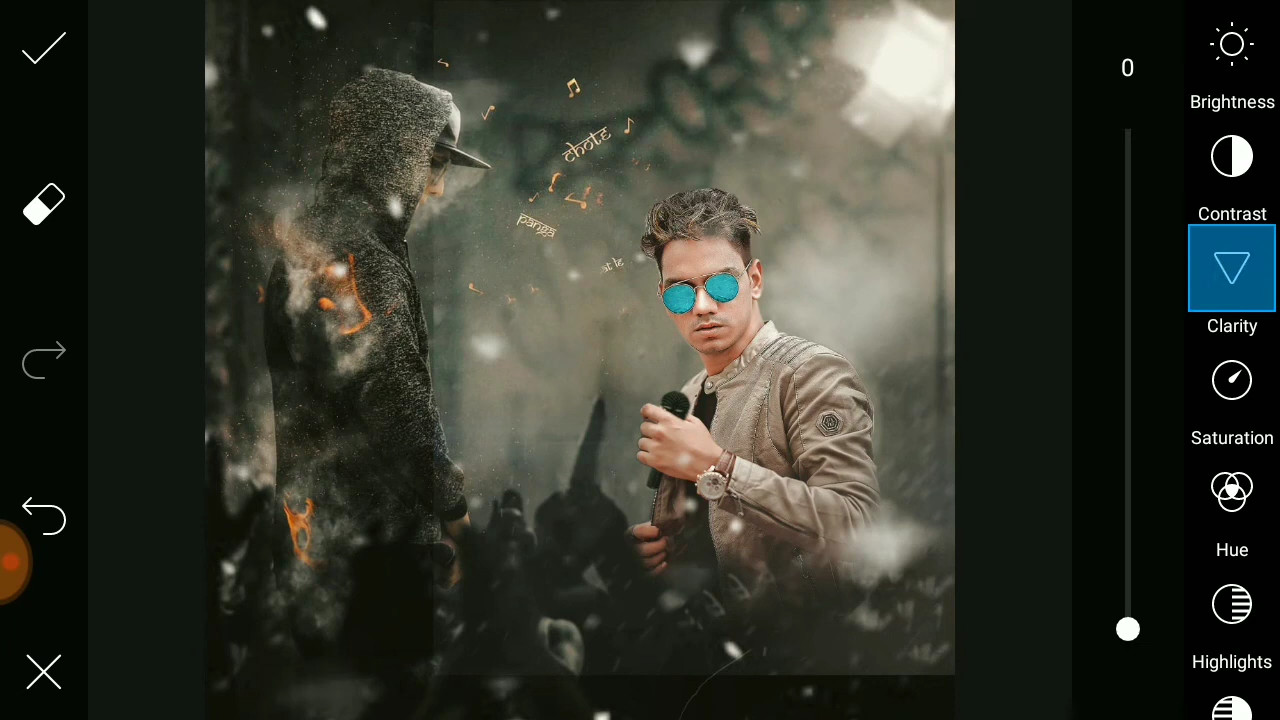 0
Brightness
Contrast
Clarity
Saturation
Hue
Highlights
chote
panga